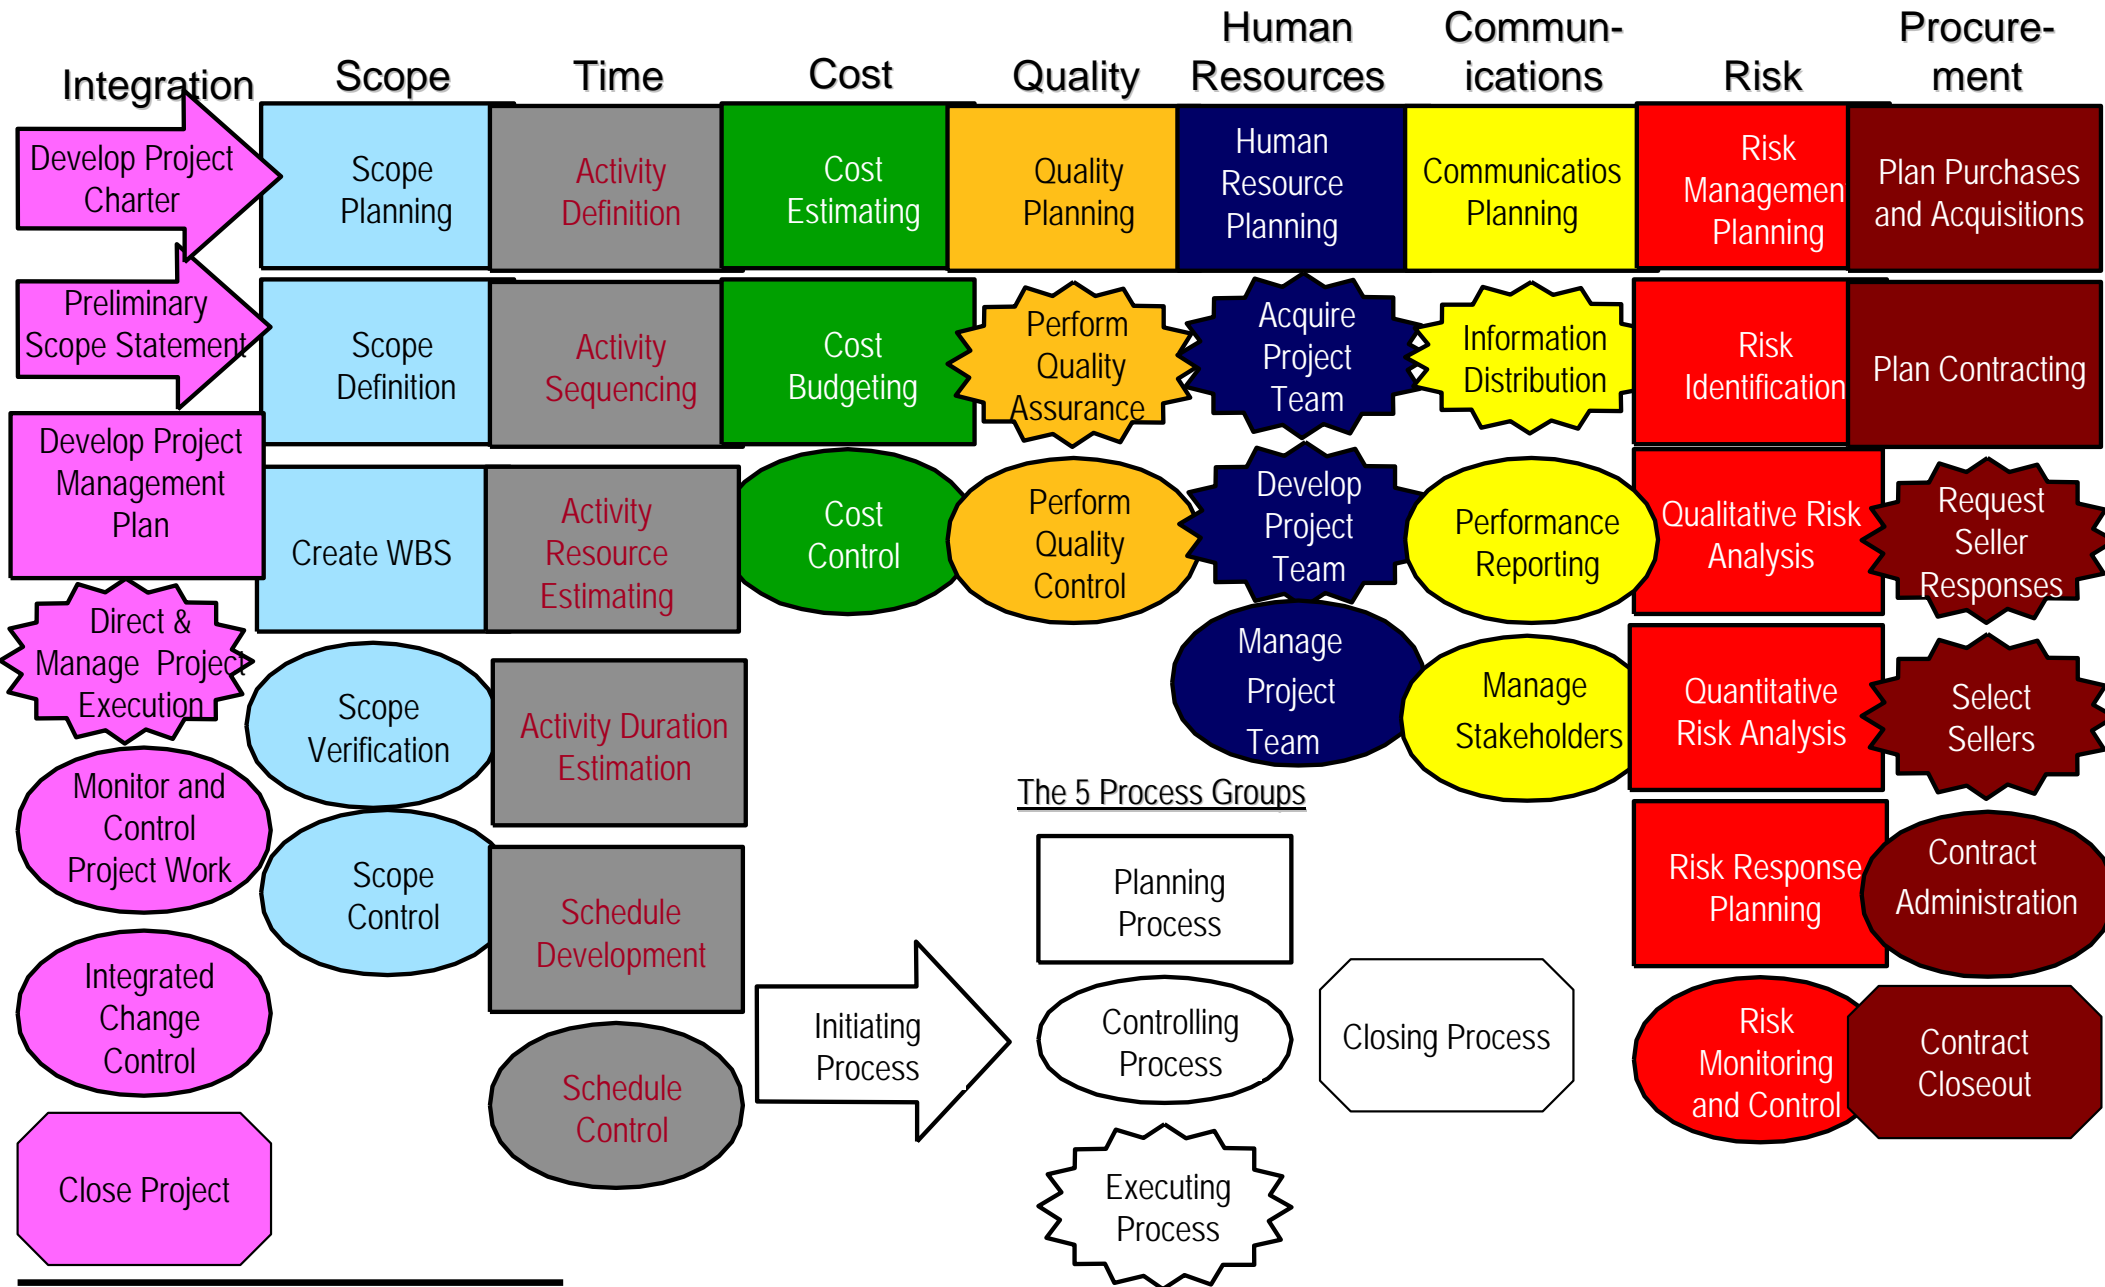 Integration
Scope
Time
Cost
Quality
Human
Resources
Commun-
ications
Risk
Procure-
ment
Develop Project
Charter
Preliminary
Scope Statement
Develop Project
Management
Plan
Direct &
Manage Project
Execution
Monitor and
Control
Project Work
Integrated
Change
Control
Close Project
Scope
Planning
Scope
Definition
Create WBS
Scope
Verification
Scope
Control
Activity
Definition
Activity
Sequencing
Activity
Resource
Estimating
Activity Duration
Estimation
Schedule
Development
Schedule
Control
Cost
Estimating
Cost
Budgeting
Cost
Control
Quality
Planning
Perform
Quality
Assurance
Perform
Quality
Control
Human
Resource
Planning
Acquire
Project
Team
Develop
Project
Team
Manage
Project
Team
Communicatios
Planning
Information
Distribution
Performance
Reporting
Manage
Stakeholders
Risk
Managemen
Planning
Risk
Identification
Qualitative Risk
Analysis
Quantitative
Risk Analysis
Risk Response
Planning
Risk
Monitoring
and Control
Plan Purchases
and Acquisitions
Plan Contracting
Request
Seller
Responses
Select
Sellers
Contract
Administration
Contract
Closeout
The 5 Process Groups
Initiating
Process
Planning
Process
Controlling
Process
Executing
Process
Closing Process